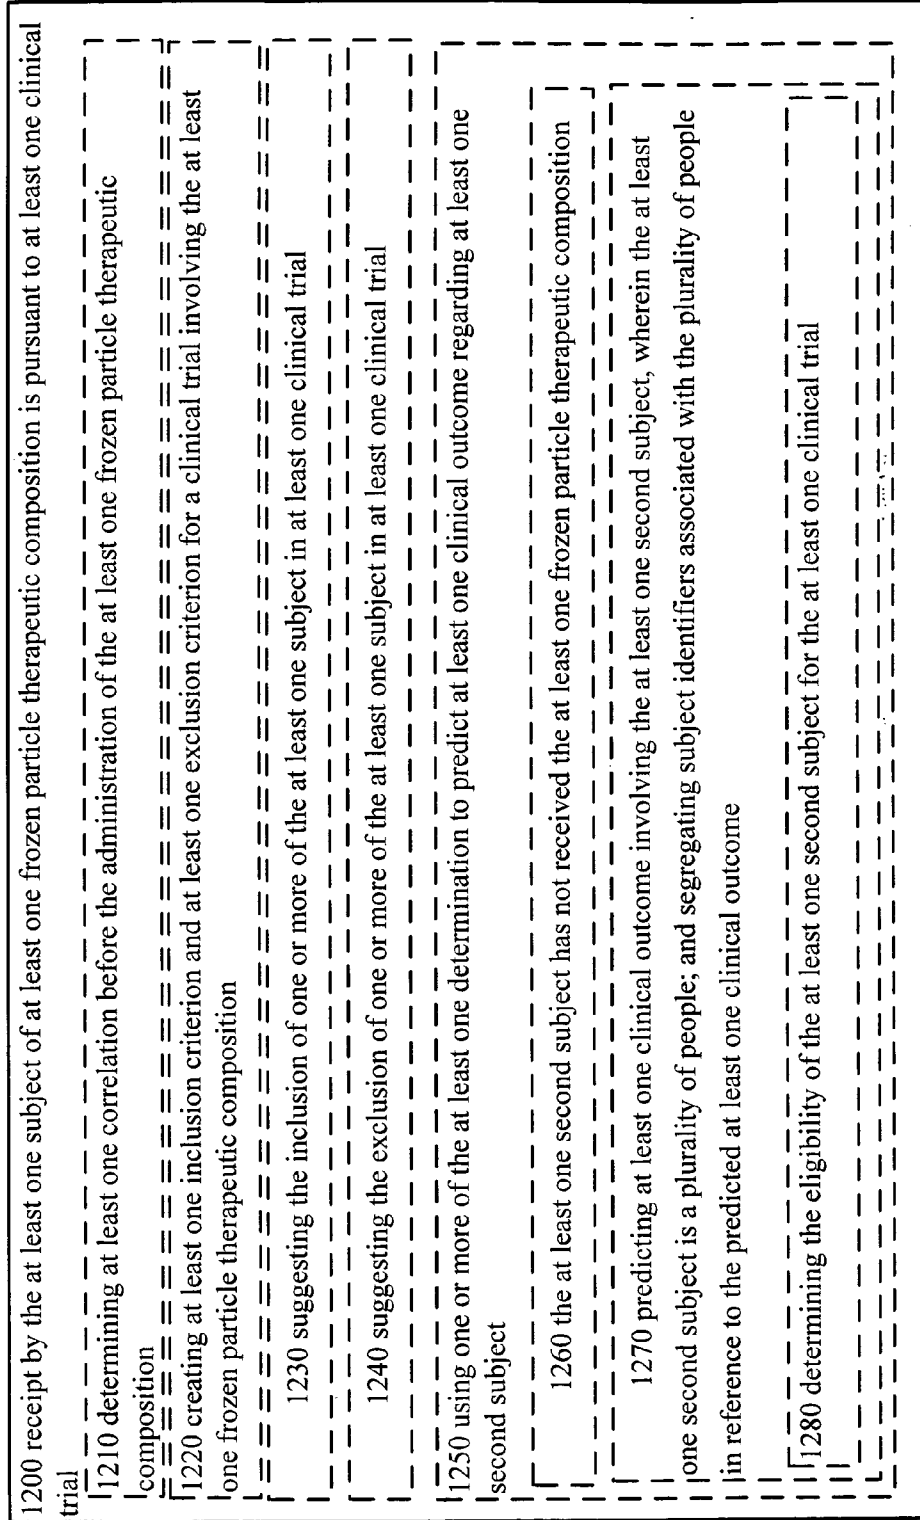 1200 receipt by the at least one subject of at least one frozen particle therapeutic composition is pursuant to at least one clinical
trial
1210 determining at least one correlation before the administration of the at least one frozen particle therapeutic
composition
1220 creating at least one inclusion criterion and at least one exclusion criterion for a clinical trial involving the at least
one frozen particle therapeutic composition
1230 suggesting the inclusion of one or more of the at least one subject in at least one clinical trial
1240 suggesting the exclusion of one or more of the at least one subject in at least one clinical trial
1250 using one or more of the at least one determination to predict at least one clinical outcome regarding at least one
second subject
1260 the at least one second subject has not received the at least one frozen particle therapeutic composition
1270 predicting at least one clinical outcome involving the at least one second subject, wherein the at least
one second subject is a plurality of people; and segregating subject identifiers associated with the plurality of people
in reference to the predicted at least one clinical outcome
1280 determining the eligibility of the at least one second subject for the at least one clinical trial